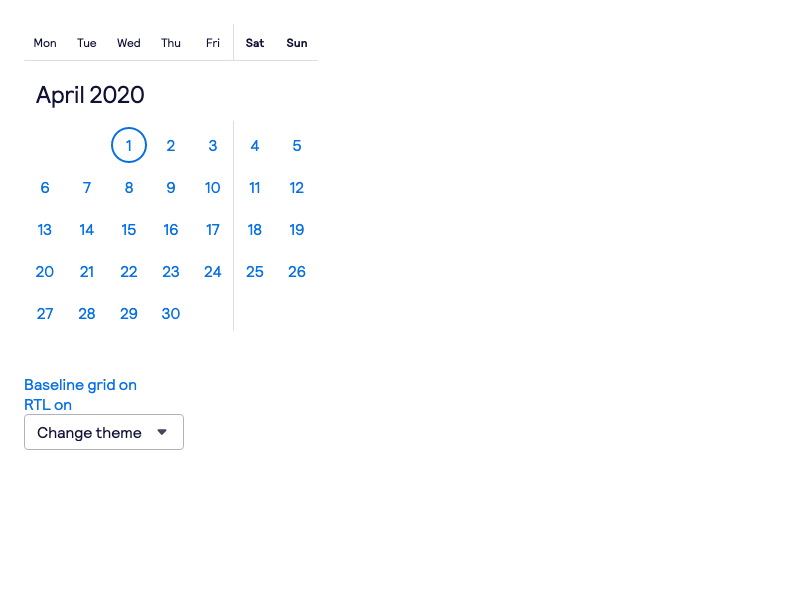 Mon Tue Wed Thu Fri Sat Sun
April 2020
1 2 3 4 5
6 7 8 9 10 11 12
13 14 15 16 17 18 19
20 21 22 23 24 25 26
27 28 29 30
Baseline grid on
RTL on
Change theme